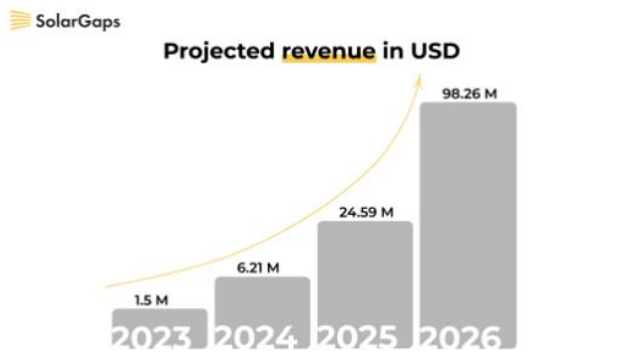 SolarGaps
Projected revenue in USD
98.26 M
24.59 M
6.21 M
1.5 M
2023 2024 2025 2026